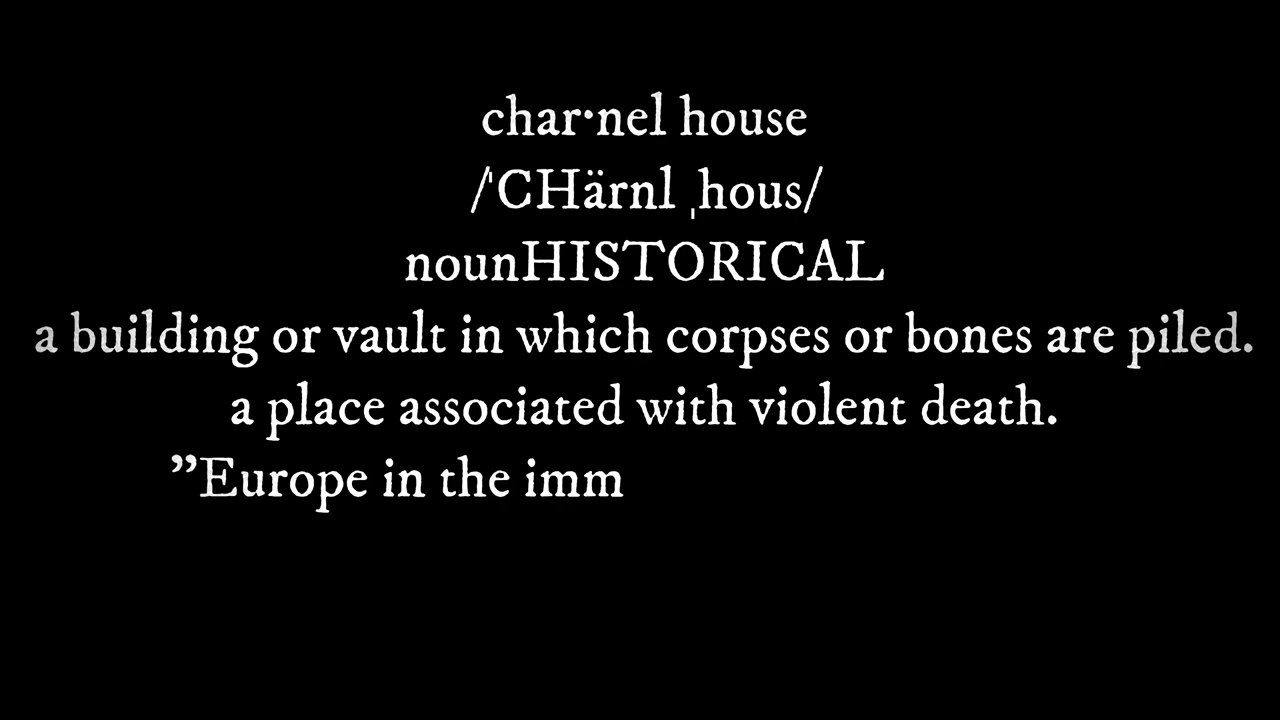 char·nel house
/ˈCHärnl ˌhous/
nounHISTORICAL
a building or vault in which corpses or bones are piled.
a place associated with violent death.
”Europe in the imm